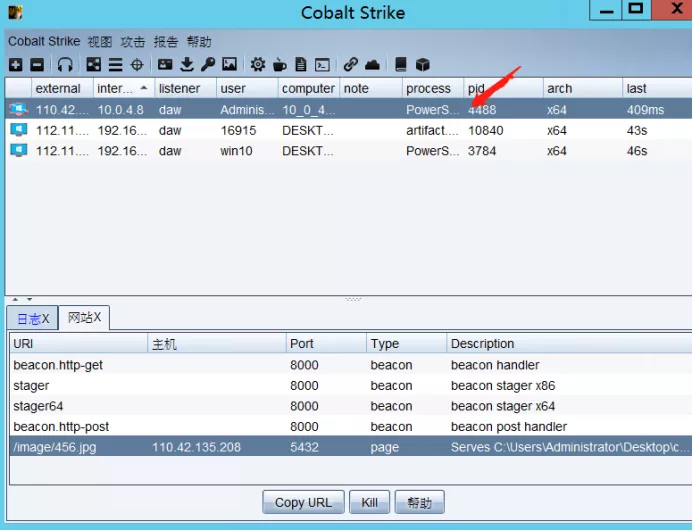 Cobalt Strike
Cobalt Strike 视图 攻击 报告 帮助
external inter... listener user computer note process pid arch last
110.42.... 10.0.4.8 daw Adminis... 10_0_4... PowerS... 4488 x64 409ms
112.11.... 192.16... daw 16915 DESKT... artifact.... 10840 x64 43s
112.11.... 192.16... daw win10 DESKT... PowerS... 3784 x64 46s
日志X 网站X
URI 主机 Port Type Description
beacon.http-get 8000 beacon beacon handler
stager 8000 beacon beacon stager x86
stager64 8000 beacon beacon stager x64
beacon.http-post 8000 beacon beacon post handler
/image/456.jpg 110.42.135.208 5432 page Serves C:\Users\Administrator\Desktop\c...
Copy URL Kill 帮助